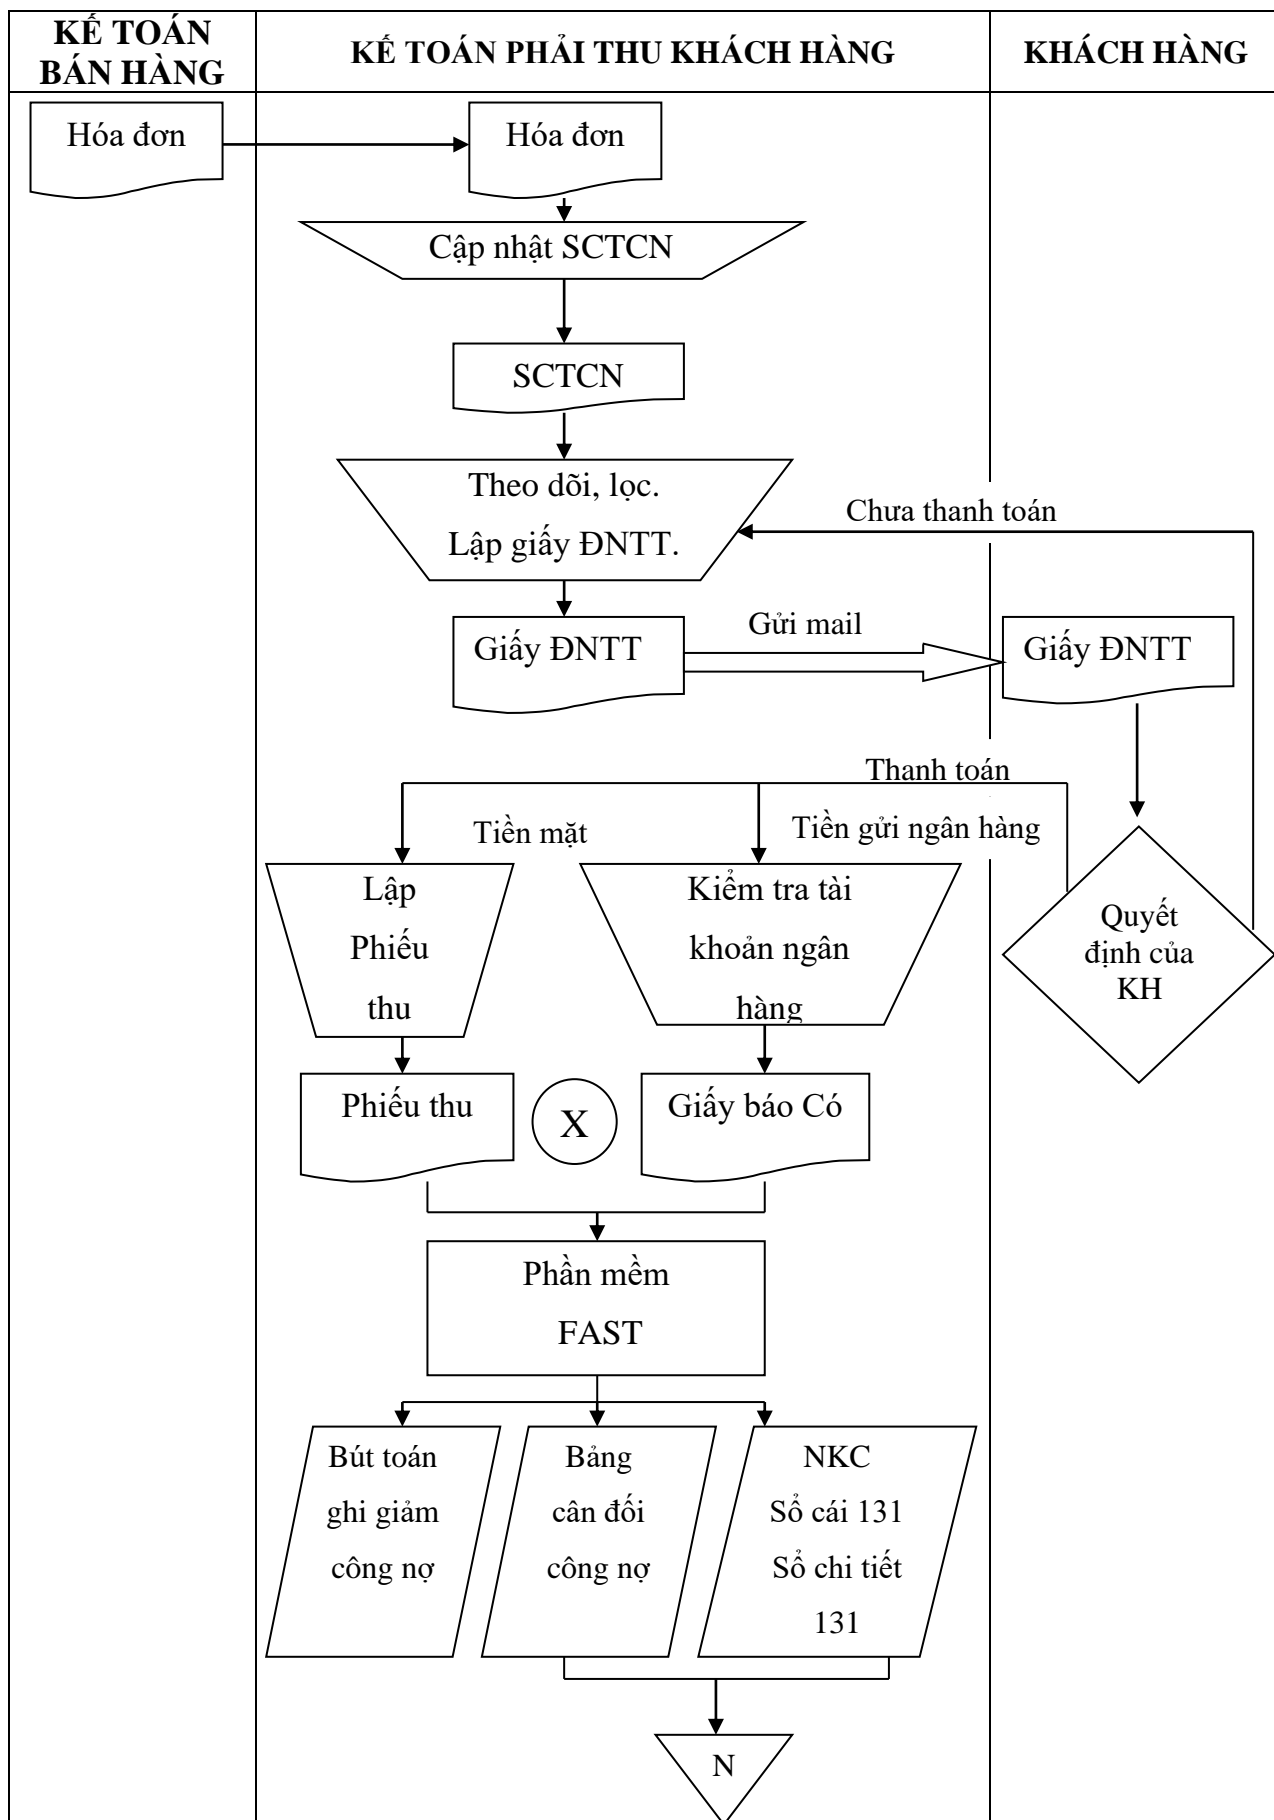 KẾ TOÁN
BÁN HÀNG
KẾ TOÁN PHẢI THU KHÁCH HÀNG
KHÁCH HÀNG
Hóa đơn
Hóa đơn
Cập nhật SCTCN
SCTCN
Theo dõi, lọc.
Lập giấy ĐNTT.
Chưa thanh toán
Giấy ĐNTT
Gửi mail
Giấy ĐNTT
Thanh toán
Tiền mặt
Tiền gửi ngân hàng
Lập
Phiếu
thu
Kiểm tra tài
khoản ngân
hàng
Quyết
định của
KH
Phiếu thu
X
Giấy báo Có
Phần mềm
FAST
Bút toán
ghi giảm
công nợ
Bảng
cân đối
công nợ
NKC
Sổ cái 131
Sổ chi tiết
131
N